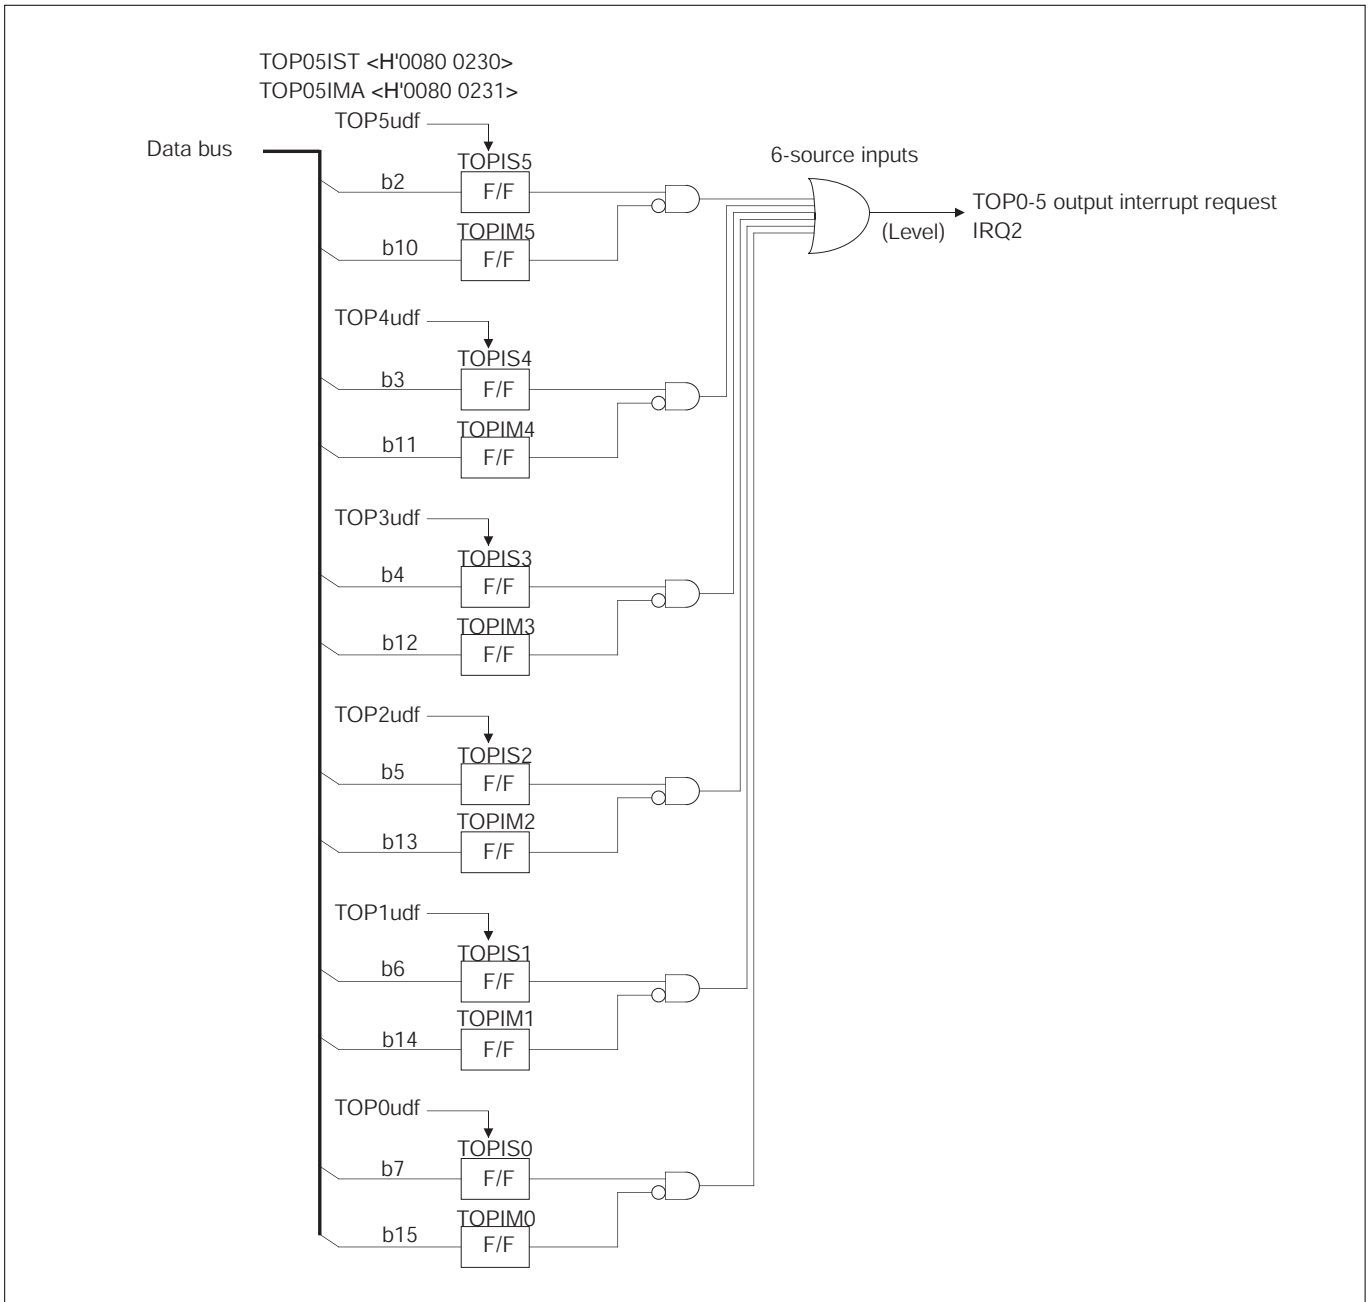 TOP05IST <H'0080 0230>
TOP05IMA <H'0080 0231>
TOP5udf
Data bus
6-source inputs
TOPIS5
b2
F/F
TOP0-5 output interrupt request
(Level)
IRQ2
TOPIM5
b10
F/F
TOP4udf
TOPIS4
b3
F/F
TOPIM4
b11
F/F
TOP3udf
TOPIS3
b4
F/F
TOPIM3
b12
F/F
TOP2udf
TOPIS2
b5
F/F
TOPIM2
b13
F/F
TOP1udf
TOPIS1
b6
F/F
TOPIM1
b14
F/F
TOP0udf
TOPIS0
b7
F/F
TOPIM0
b15
F/F